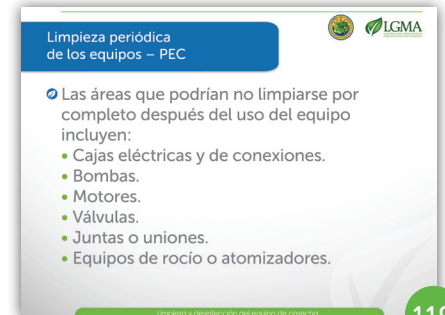 Limpieza periódica
de los equipos – PEC
LGMA
Las áreas que podrían no limpiarse por
completo después del uso del equipo
incluyen:
• Cajas eléctricas y de conexiones.
• Bombas.
• Motores.
• Válvulas.
• Juntas o uniones.
• Equipos de rocío o atomizadores.
Limpieza y desinfección del equipo de cosecha